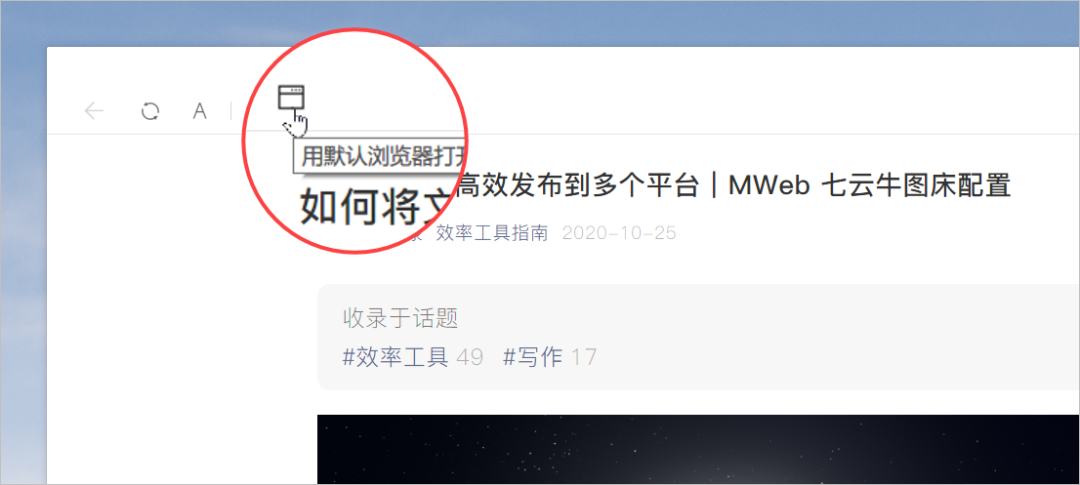 A
用默认浏览器打开
如何将文 高效发布到多个平台 | MWeb 七云牛图床配置
效率工具指南 2020-10-25
收录于话题
#效率工具 49 #写作 17